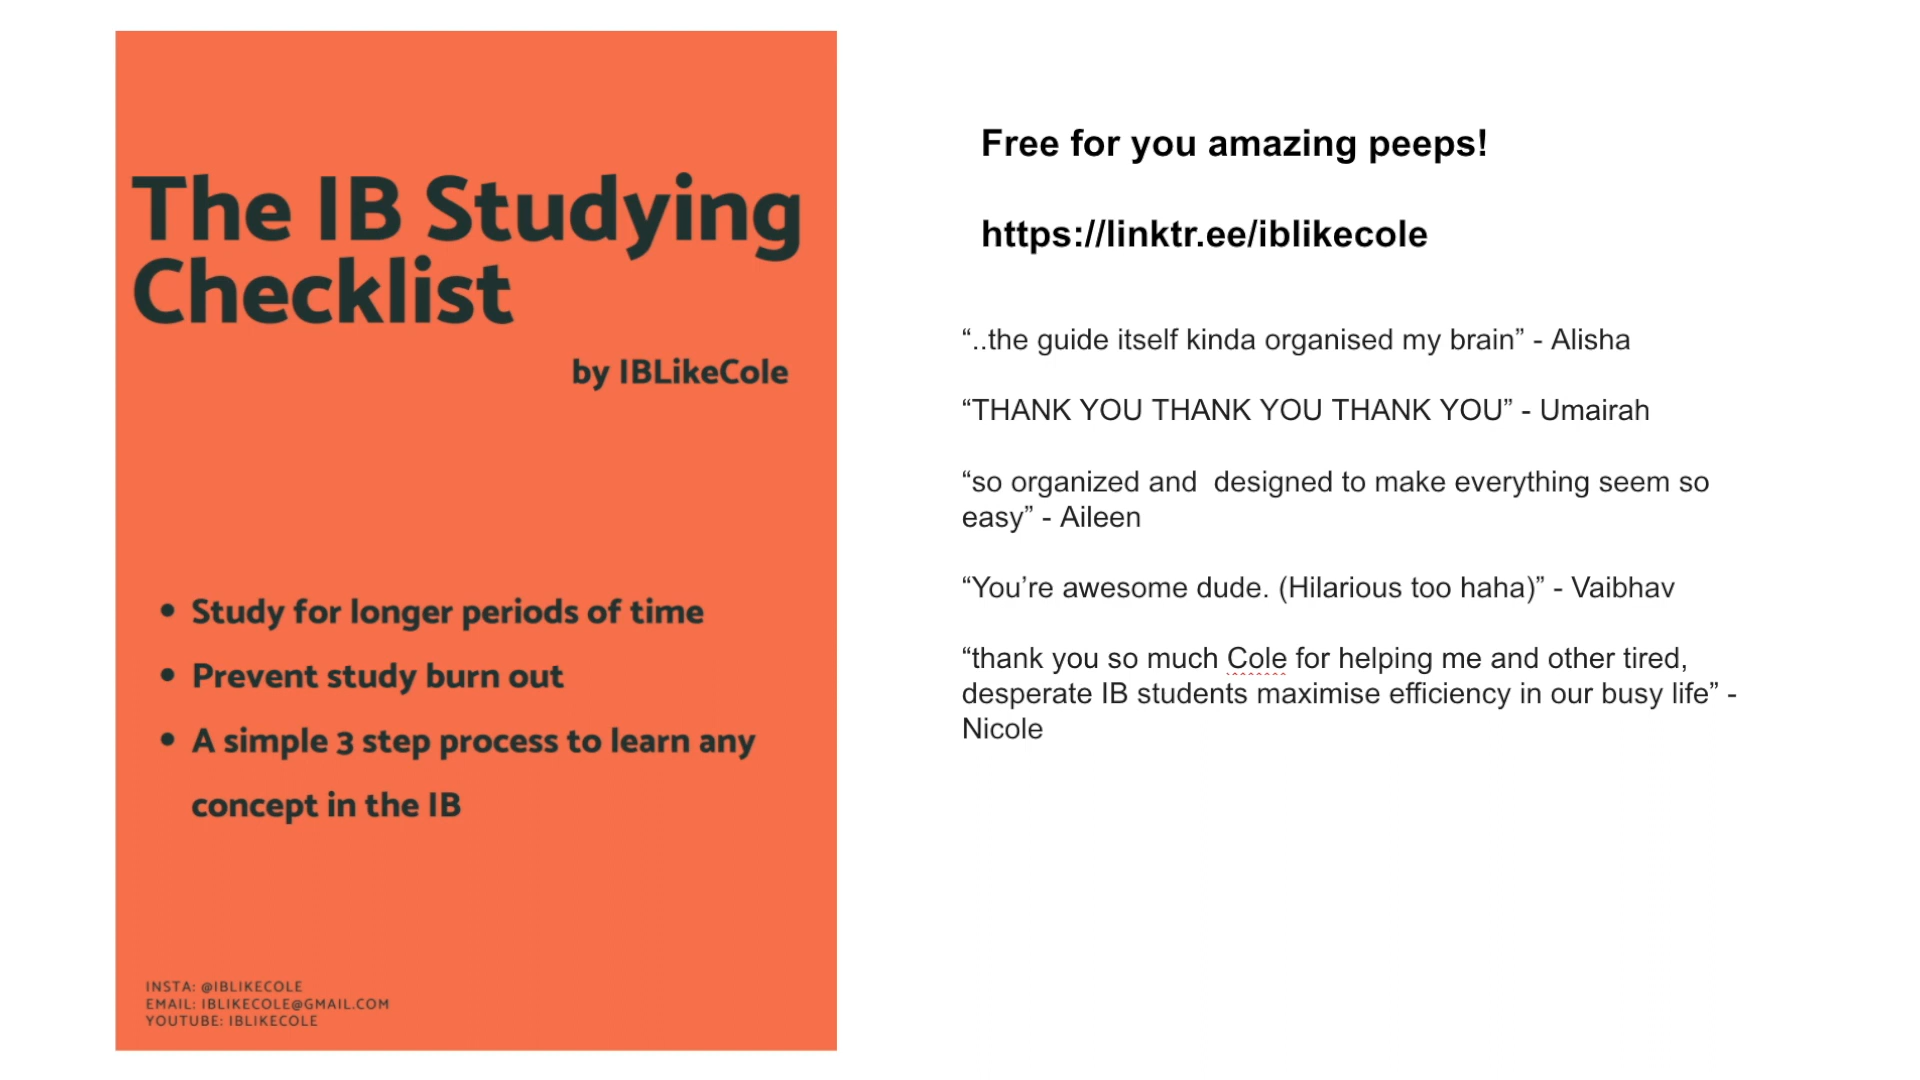 The IB Studying
Checklist
by IBLikeCole
• Study for longer periods of time
• Prevent study burn out
• A simple 3 step process to learn any
concept in the IB
INSTA: @IBLIKECOLE
EMAIL: IBLIKECOLE@GMAIL.COM
YOUTUBE: IBLIKECOLE
Free for you amazing peeps!
https://linktr.ee/iblikecole
“..the guide itself kinda organised my brain” - Alisha
“THANK YOU THANK YOU THANK YOU” - Umairah
“so organized and  designed to make everything seem so
easy” - Aileen
“You’re awesome dude. (Hilarious too haha)” - Vaibhav
“thank you so much Cole for helping me and other tired,
desperate IB students maximise efficiency in our busy life” -
Nicole